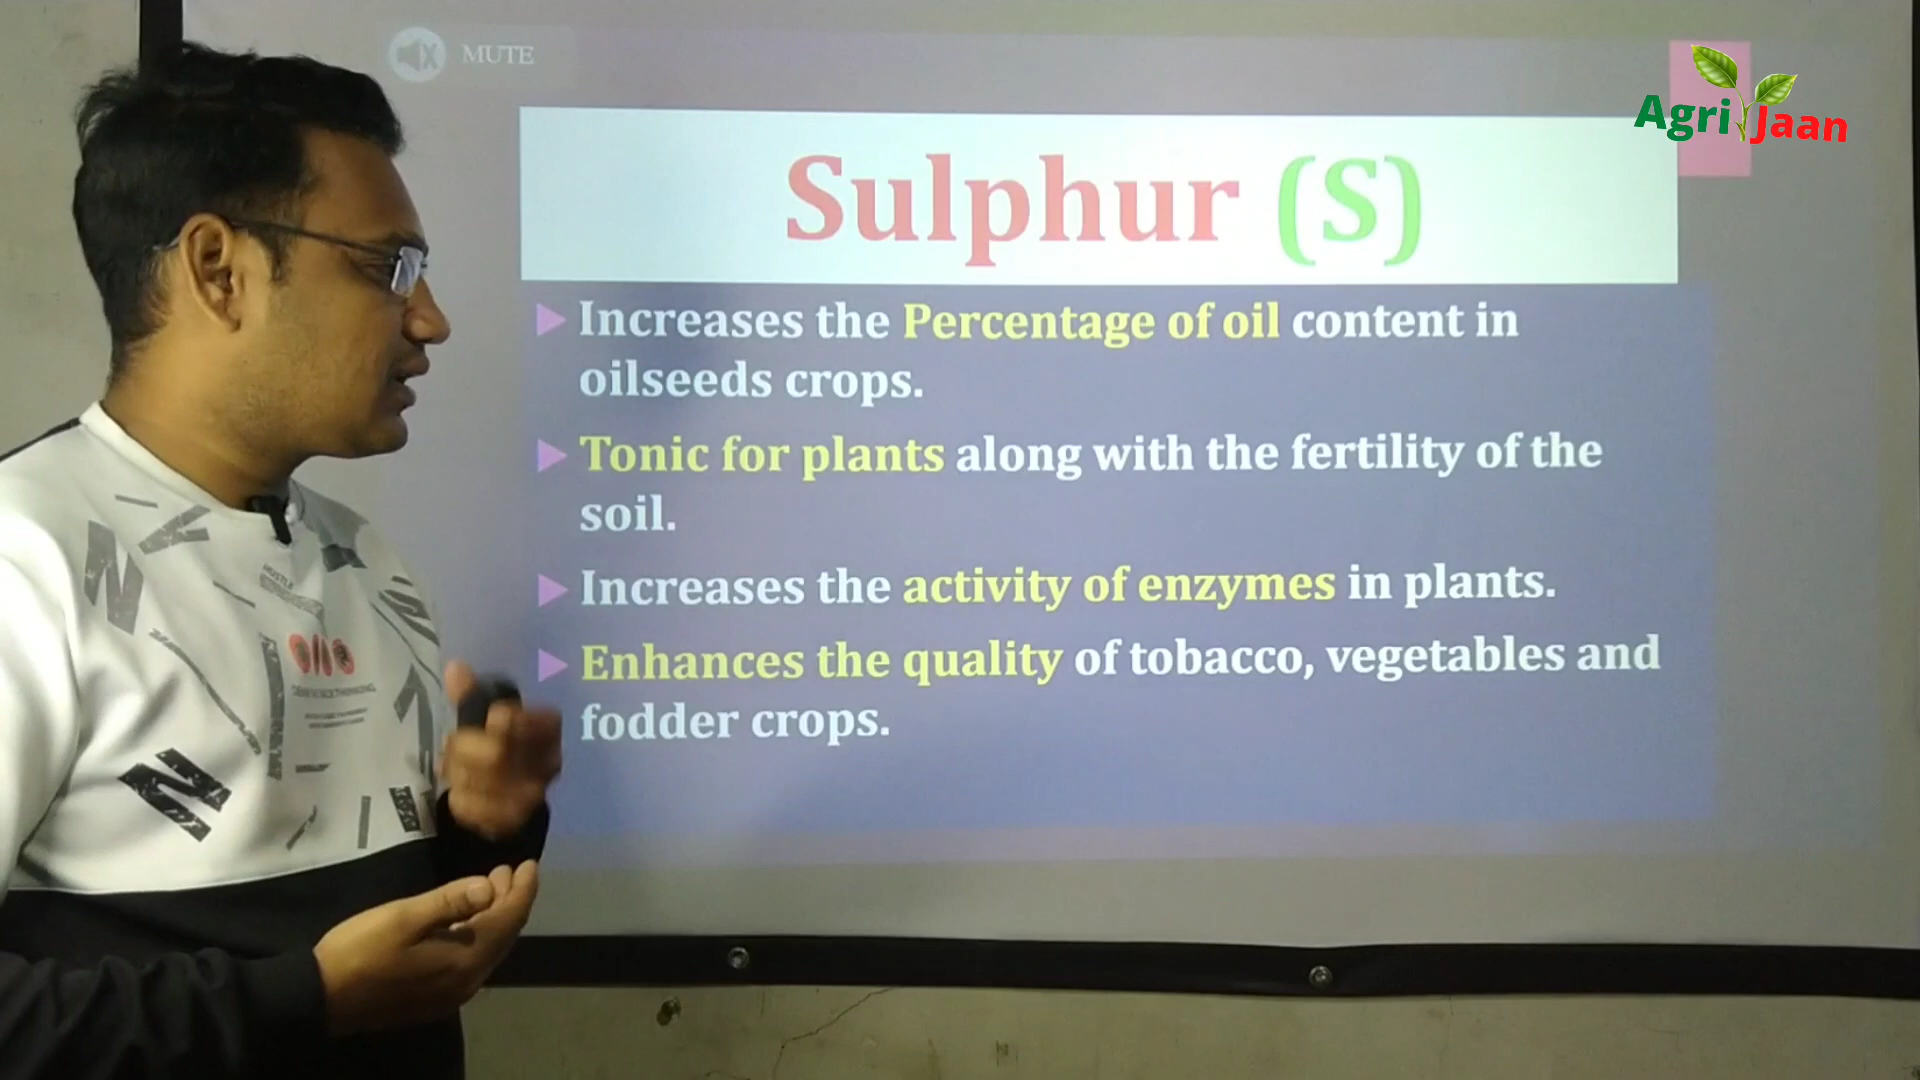 MUTE
Agri Jaan
Sulphur (S)
Increases the Percentage of oil content in
oilseeds crops.
Tonic for plants along with the fertility of the
soil.
Increases the activity of enzymes in plants.
Enhances the quality of tobacco, vegetables and
fodder crops.